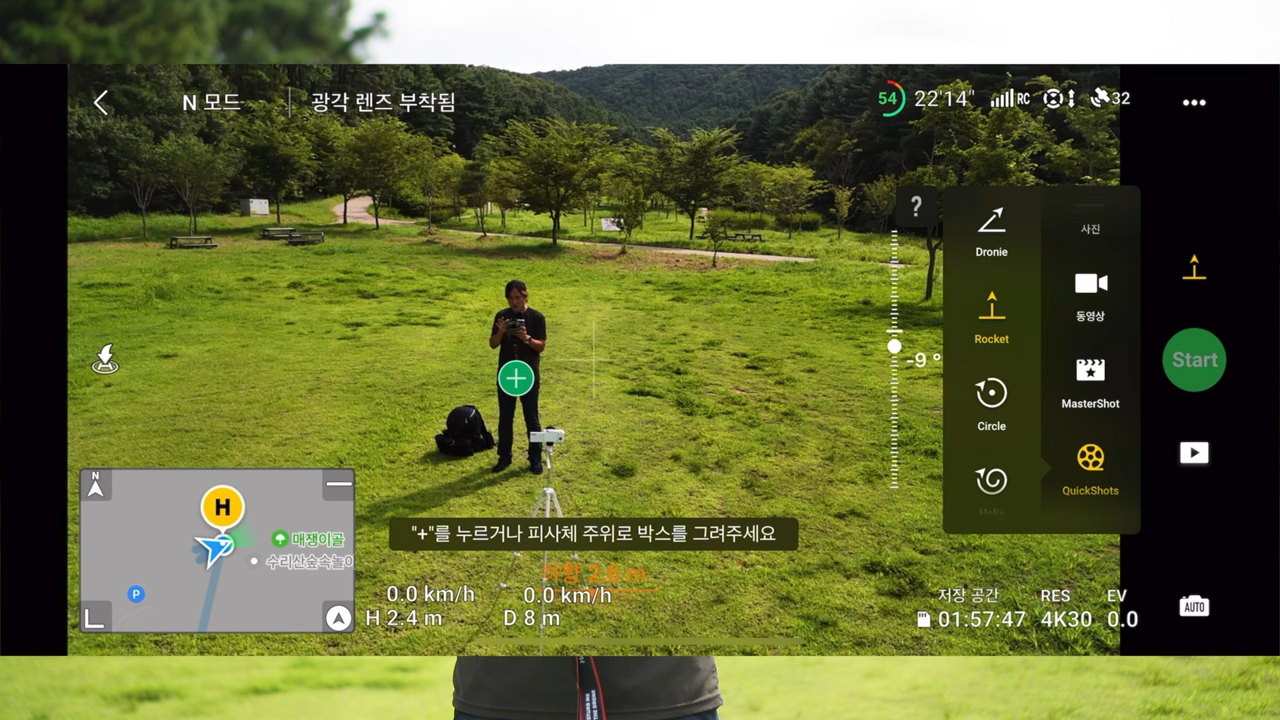 N 모드
광각 렌즈 부착됨
54
22'14"
RC
32
?
Dronie
사진
동영상
Rocket
-9 °
MasterShot
Circle
QuickShots
Start
N
H
매쟁이골
수리산숲속놀이
P
"+"를 누르거나 피사체 주위로 박스를 그려주세요
하향 2.6 m
0.0 km/h
0.0 km/h
H 2.4 m
D 8 m
저장 공간
RES
EV
01:57:47
4K30
0.0
AUTO